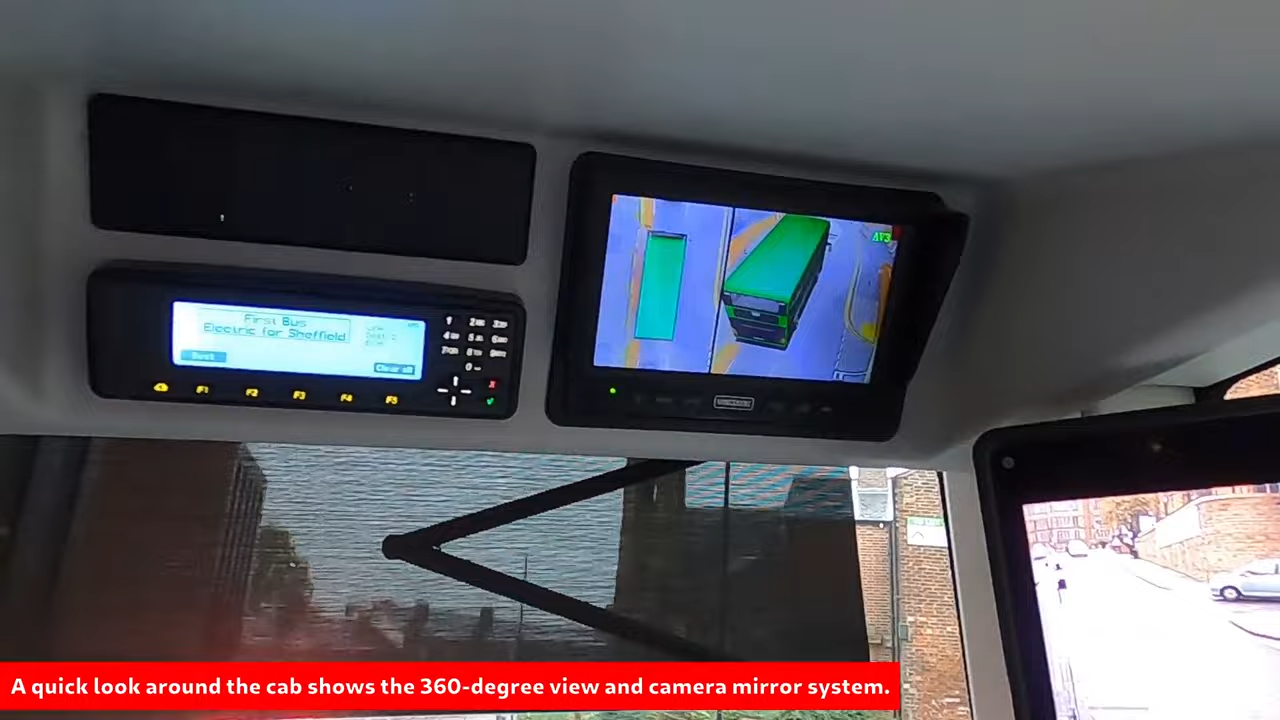 First Bus
Electric for Sheffield
Clear all
F1
F2
F3
F4
F5
AV3
A quick look around the cab shows the 360-degree view and camera mirror system.